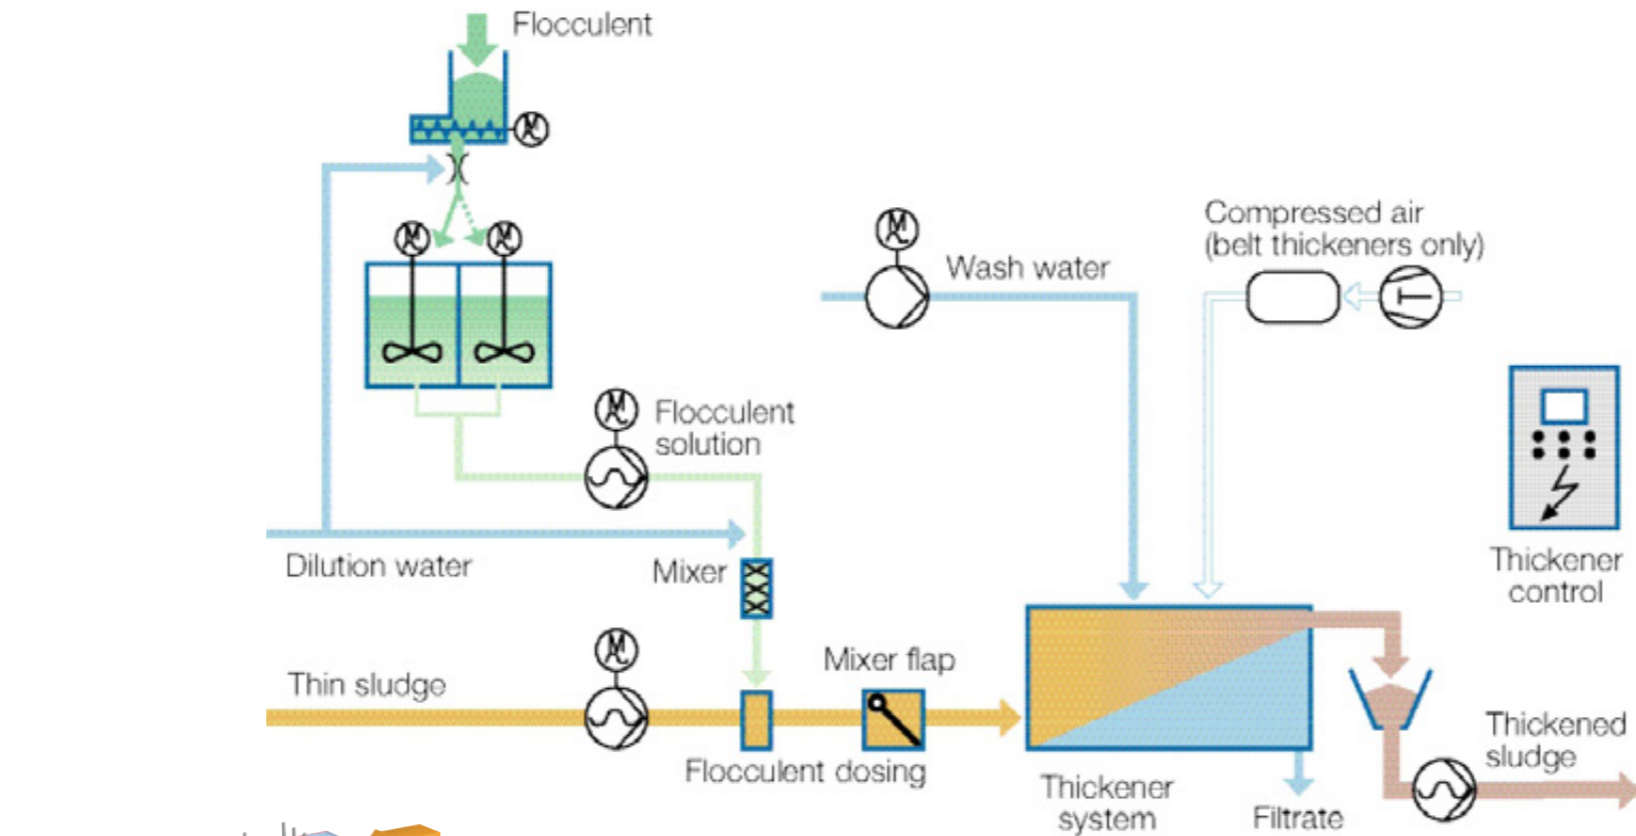 Flocculent
M
M
M
M
Wash water
Compressed air
(belt thickeners only)
M
Flocculent
solution
Dilution water
Mixer
Thickener
control
M
Thin sludge
Mixer flap
Flocculent dosing
Thickened
sludge
Thickener
system
Filtrate